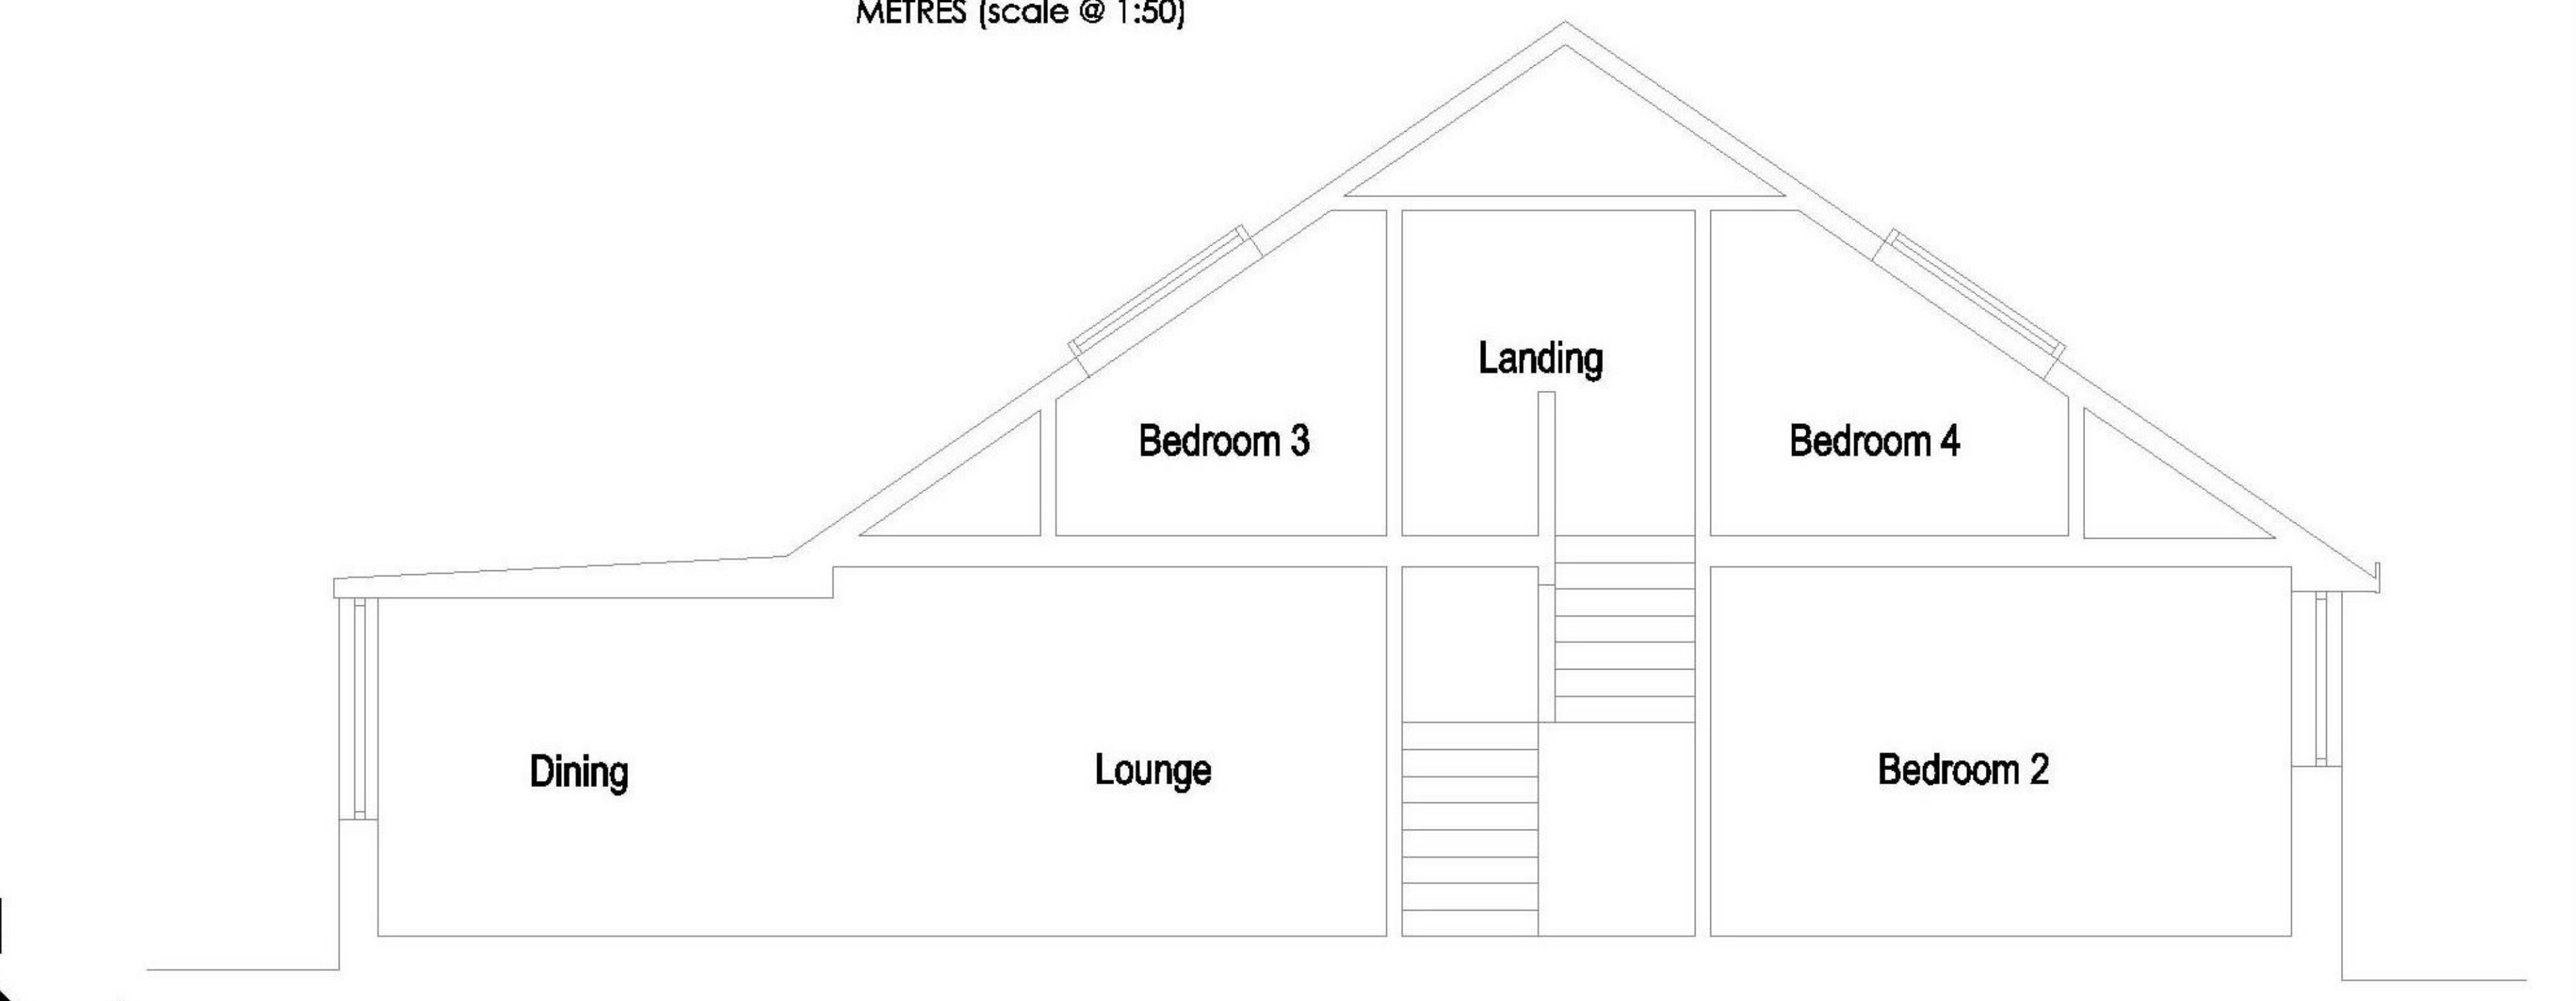 METRES (scale @ 1:50)
Landing
Bedroom 3
Bedroom 4
Dining
Lounge
Bedroom 2